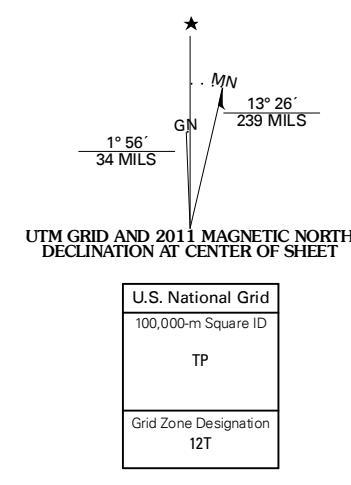 ★
MN
GN
13° 26´
239 MILS
1° 56´
34 MILS
UTM GRID AND 2011 MAGNETIC NORTH
DECLINATION AT CENTER OF SHEET
U.S. National Grid
100,000-m Square ID
TP
Grid Zone Designation
12T